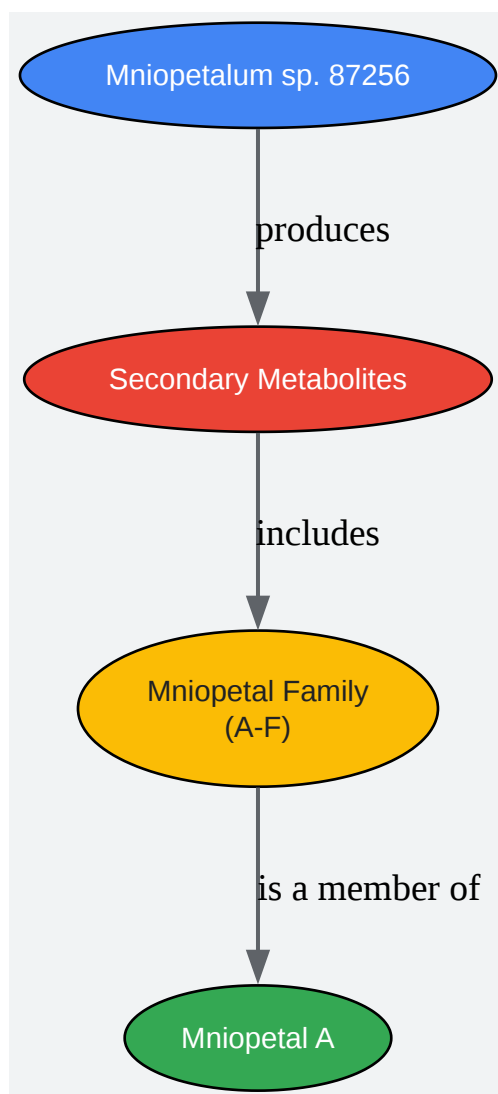 Mniopetalum sp. 87256
produces
Secondary Metabolites
includes
Mniopetal Family
(A-F)
is a member of
Mniopetal A